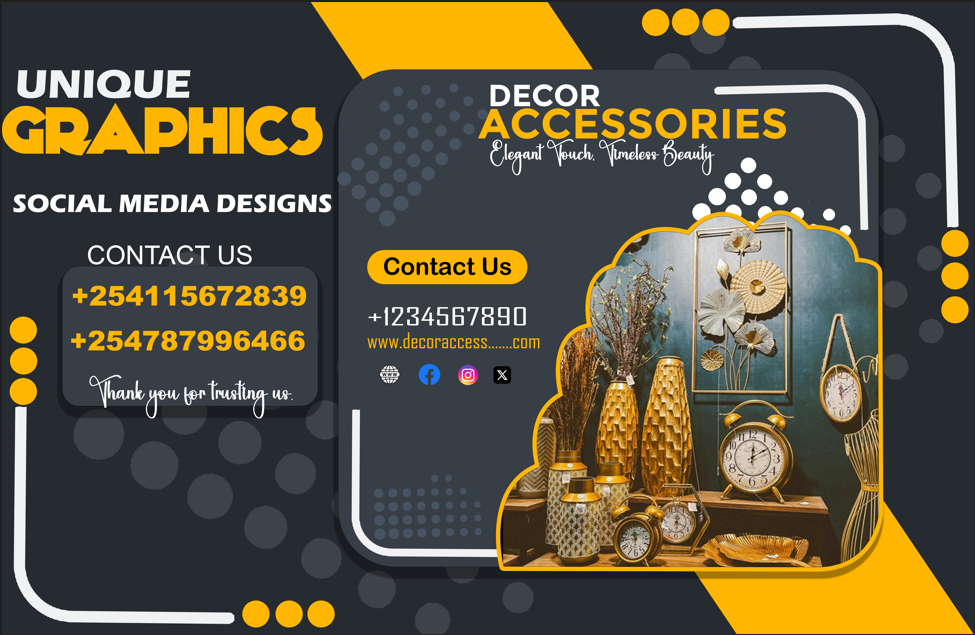 UNIQUE
GRAPHICS
SOCIAL MEDIA DESIGNS
CONTACT US
+254115672839
+254787996466
Thank you for trusting us.
DECOR
ACCESSORIES
Elegant Touch, Timeless Beauty
Contact Us
+1234567890
www.decoraccess.......com
WWW